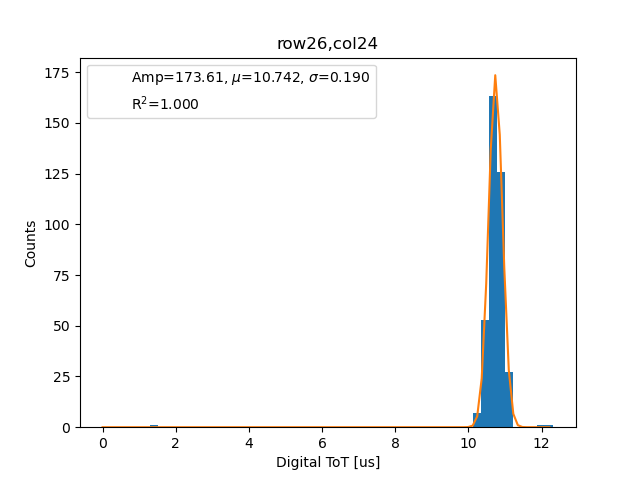 row26,col24
Amp=173.61, μ=10.742, σ=0.190
R²=1.000
175
150
125
100
75
50
25
0
Counts
0 2 4 6 8 10 12
Digital ToT [us]